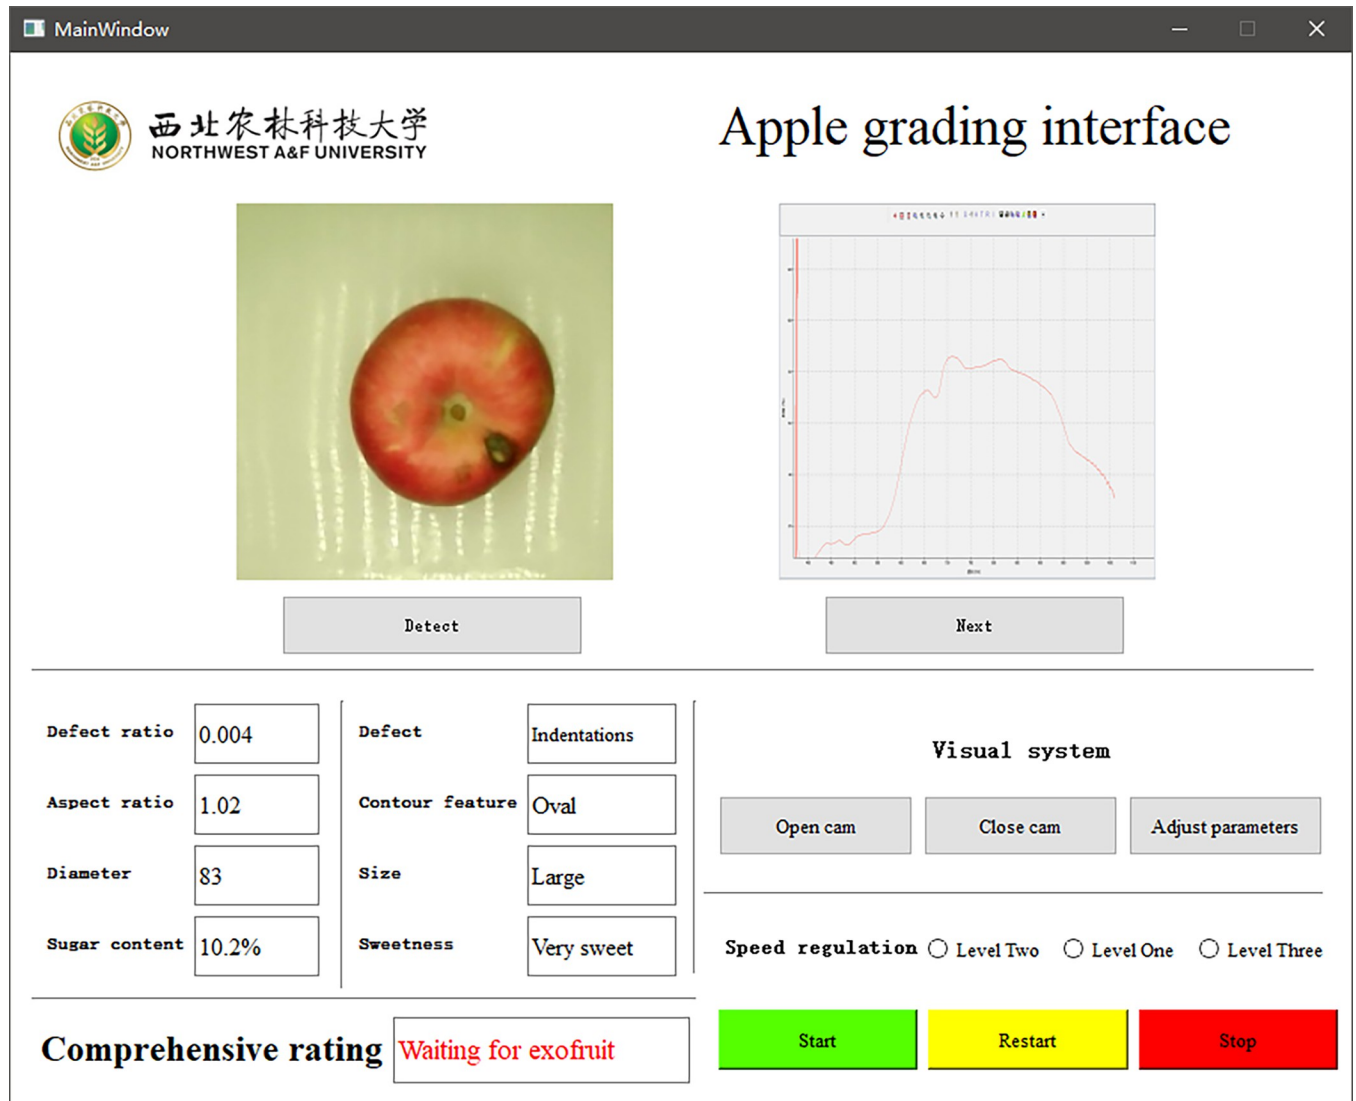 MainWindow
西北农林科技大学
NORTHWEST A&F UNIVERSITY
Apple grading interface
Detect
Next
Defect ratio 0.004
Aspect ratio 1.02
Diameter 83
Sugar content 10.2%
Defect Indentations
Contour feature Oval
Size Large
Sweetness Very sweet
Comprehensive rating Waiting for exofruit
Visual system
Open cam Close cam Adjust parameters
Speed regulation Level Two Level One Level Three
Start Restart Stop